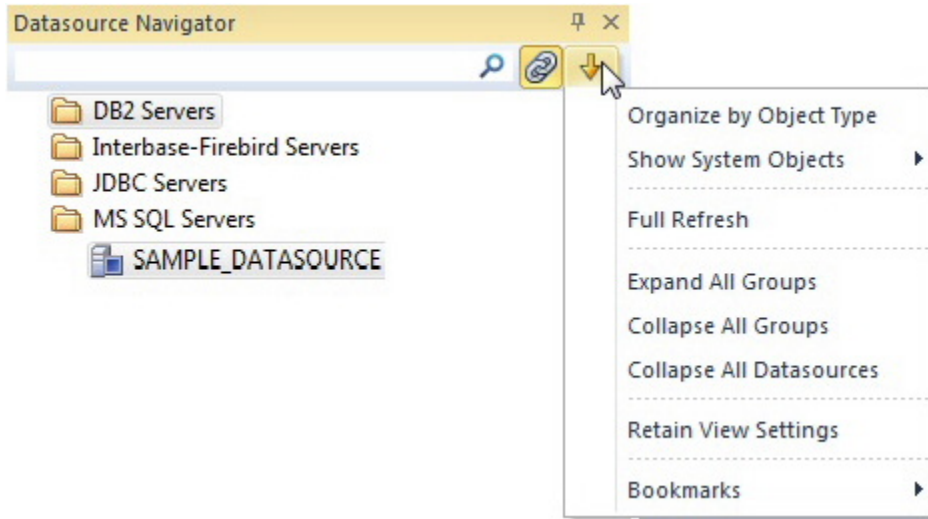 Datasource Navigator
DB2 Servers
Interbase-Firebird Servers
JDBC Servers
MS SQL Servers
SAMPLE_DATASOURCE
Organize by Object Type
Show System Objects
Full Refresh
Expand All Groups
Collapse All Groups
Collapse All Datasources
Retain View Settings
Bookmarks